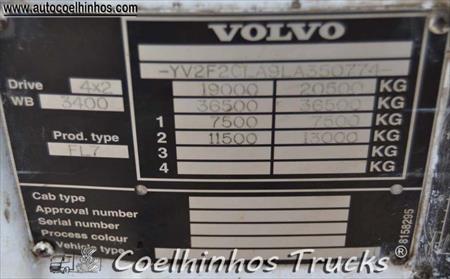 www.autocoelhinhos.com
VOLVO
-YV2F2CLA9LA350774-
Drive 4x2 19000 20500 KG
WB 3400 36500 36500 KG
1 7500 7500 KG
Prod. type 2 11500 13000 KG
FL7 3 KG
4 KG
Cab type
Approval number
Serial number
Process colour
Vehicle type
® 8158295
Coelhinhos Trucks